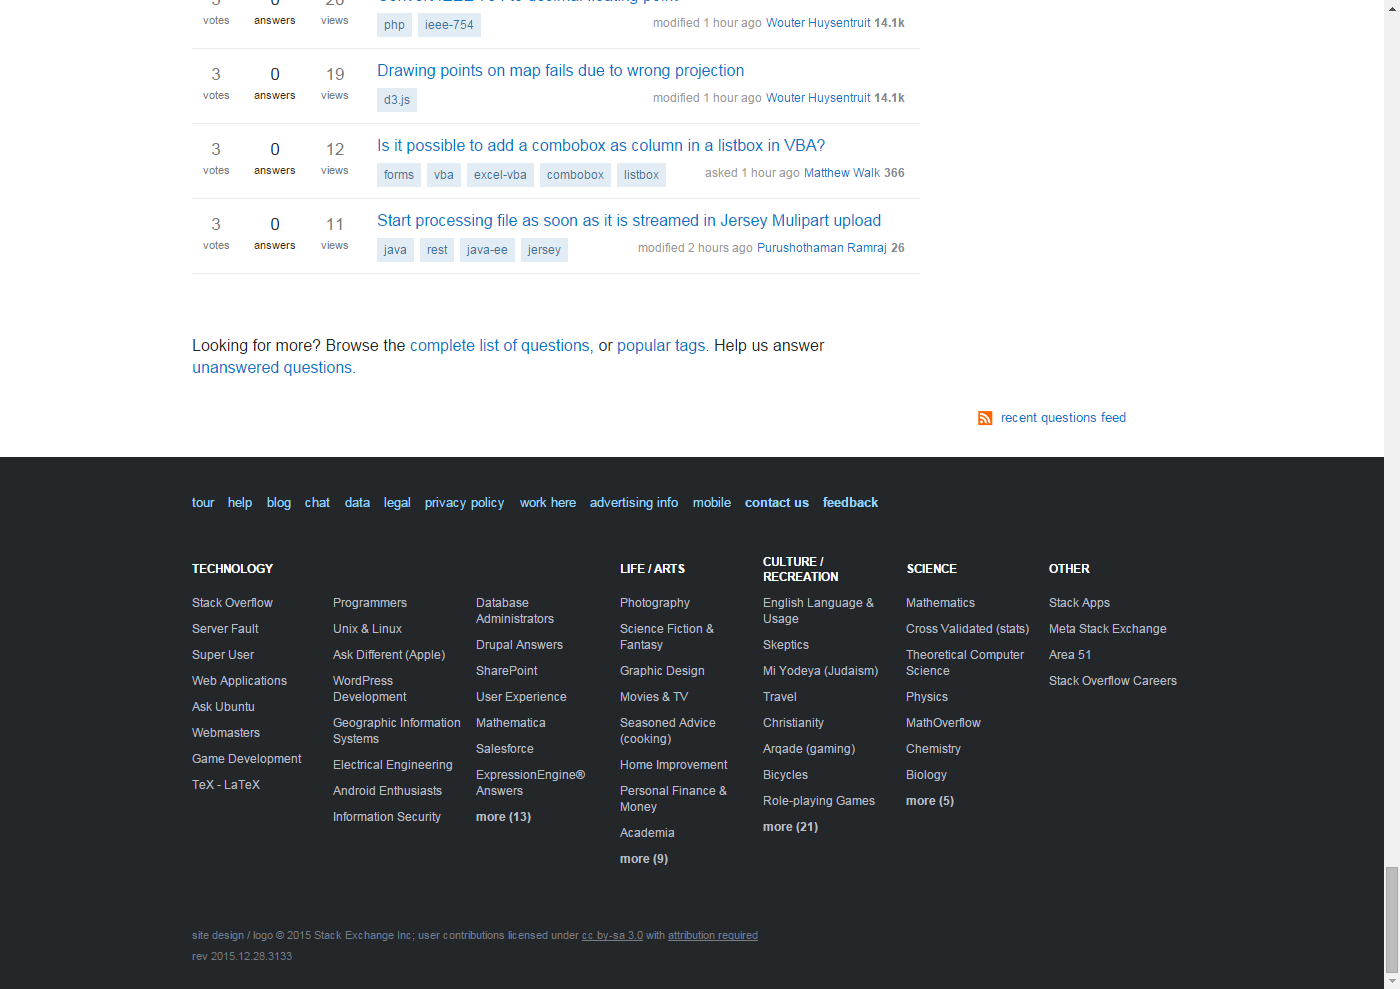 votes answers views php ieee-754 modified 1 hour ago Wouter Huysentruit 14.1k
3 0 19 Drawing points on map fails due to wrong projection
votes answers views d3.js modified 1 hour ago Wouter Huysentruit 14.1k
3 0 12 Is it possible to add a combobox as column in a listbox in VBA?
votes answers views forms vba excel-vba combobox listbox asked 1 hour ago Matthew Walk 366
3 0 11 Start processing file as soon as it is streamed in Jersey Mulipart upload
votes answers views java rest java-ee jersey modified 2 hours ago Purushothaman Ramraj 26
Looking for more? Browse the complete list of questions, or popular tags. Help us answer
unanswered questions.
recent questions feed
tour help blog chat data legal privacy policy work here advertising info mobile contact us feedback
TECHNOLOGY
Stack Overflow
Server Fault
Super User
Web Applications
Ask Ubuntu
Webmasters
Game Development
TeX - LaTeX
Programmers
Unix & Linux
Ask Different (Apple)
WordPress
Development
Geographic Information
Systems
Electrical Engineering
Android Enthusiasts
Information Security
Database
Administrators
Drupal Answers
SharePoint
User Experience
Mathematica
Salesforce
ExpressionEngine®
Answers
more (13)
LIFE / ARTS
Photography
Science Fiction &
Fantasy
Graphic Design
Movies & TV
Seasoned Advice
(cooking)
Home Improvement
Personal Finance &
Money
Academia
more (9)
CULTURE /
RECREATION
English Language &
Usage
Skeptics
Mi Yodeya (Judaism)
Travel
Christianity
Arqade (gaming)
Bicycles
Role-playing Games
more (21)
SCIENCE
Mathematics
Cross Validated (stats)
Theoretical Computer
Science
Physics
MathOverflow
Chemistry
Biology
more (5)
OTHER
Stack Apps
Meta Stack Exchange
Area 51
Stack Overflow Careers
site design / logo © 2015 Stack Exchange Inc; user contributions licensed under cc by-sa 3.0 with attribution required
rev 2015.12.28.3133